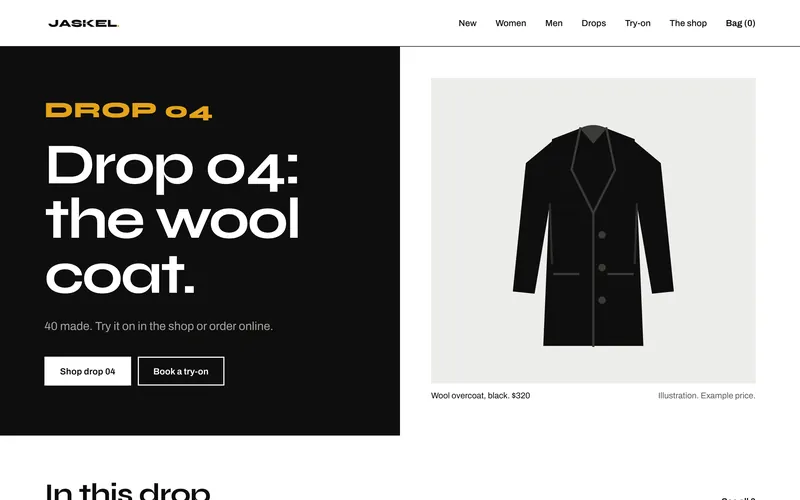 JASKEL.
New Women Men Drops Try-on The shop Bag (0)
DROP 04
Drop 04:
the wool
coat.
40 made. Try it on in the shop or order online.
Shop drop 04 Book a try-on
Wool overcoat, black. $320 Illustration. Example price.
In this drop